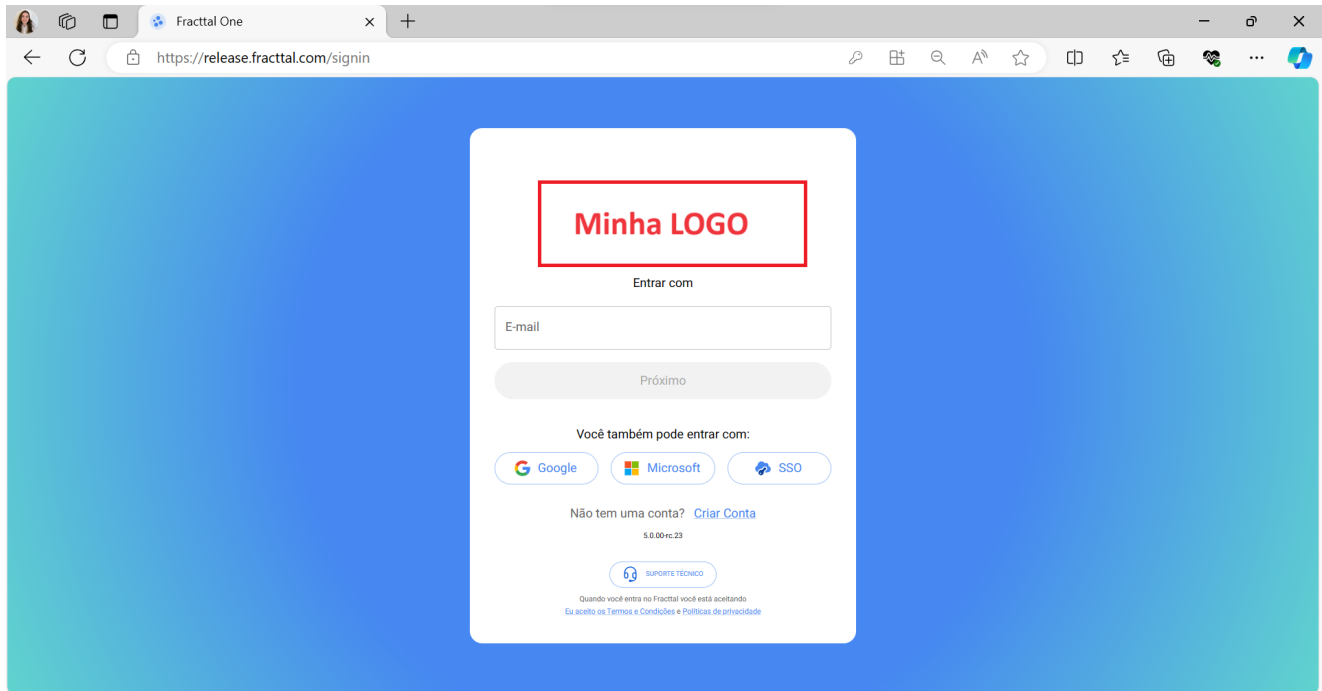 Fracttal One
https://release.fracttal.com/signin
Minha LOGO
Entrar com
E-mail
Próximo
Você também pode entrar com:
Google
Microsoft
SSO
Não tem uma conta? Criar Conta
5.0.00-rc.23
SUPORTE TÉCNICO
Quando você entra no Fracttal você está aceitando
Eu aceito os Termos e Condições e Políticas de privacidade